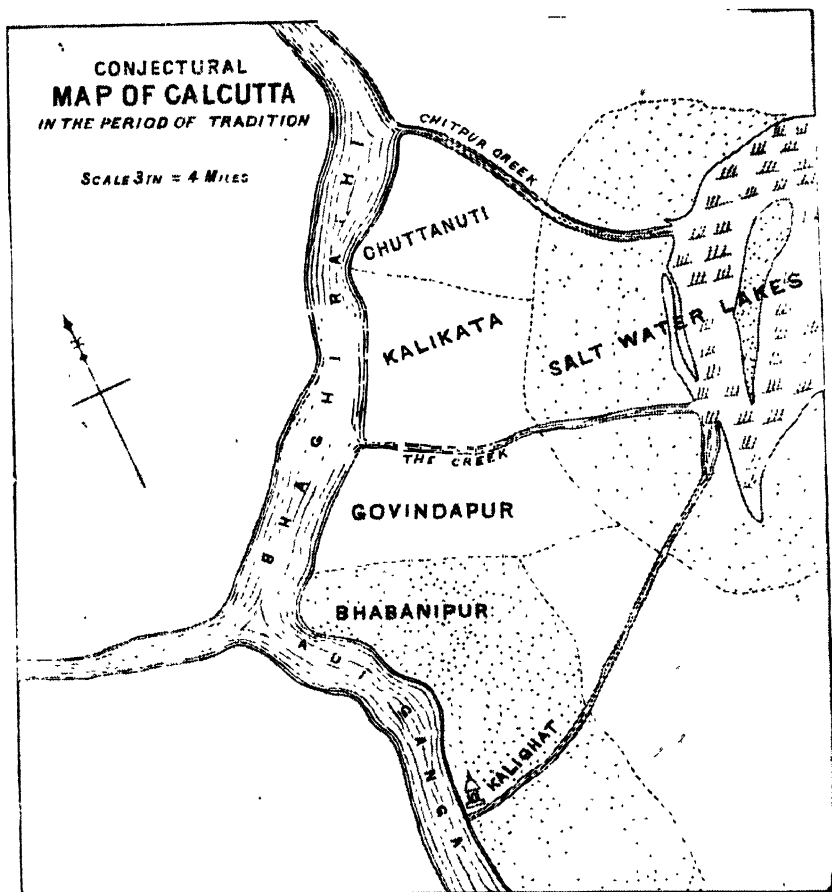 CONJECTURAL
MAP OF CALCUTTA
IN THE PERIOD OF TRADITION
SCALE 3 IN = 4 MILES
CHITPUR CREEK
CHUTTANUTI
KALIKATA
SALT WATER LAKES
BHAGHIRATHI
N
THE CREEK
GOVINDAPUR
BHABANIPUR
ADI GANGA
KALIGHAT